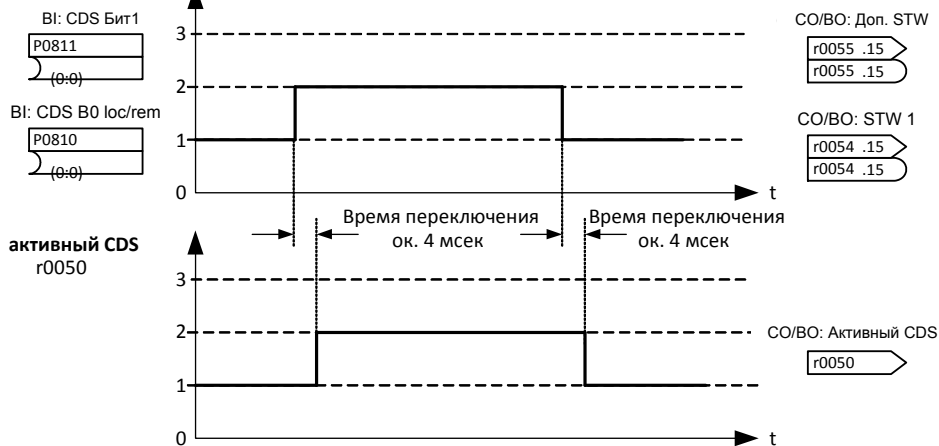 BI: CDS Бит1
P0811
(0:0)
BI: CDS B0 loc/rem
P0810
(0:0)
3
2
1
0
t
CO/BO: Доп. STW
r0055 .15
r0055 .15
CO/BO: STW 1
r0054 .15
r0054 .15
Время переключения
ок. 4 мсек
Время переключения
ок. 4 мсек
активный CDS
r0050
3
2
1
0
t
CO/BO: Активный CDS
r0050